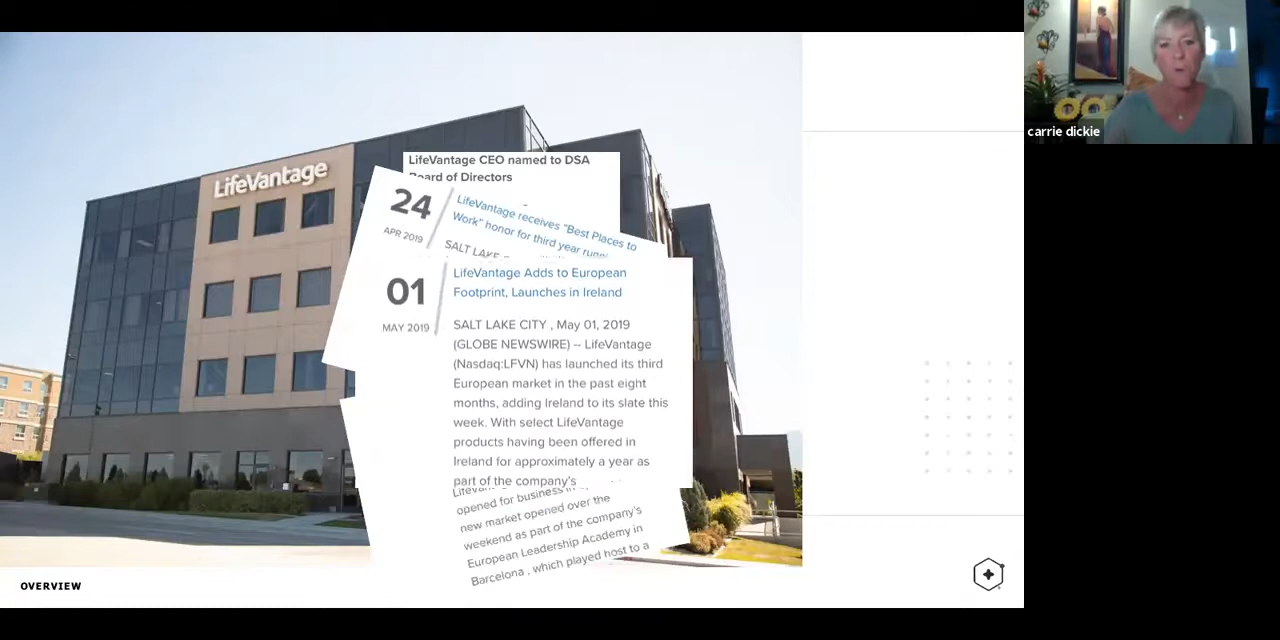 carrie dickie
LifeVantage
LifeVantage CEO named to DSA
Board of Directors
24
APR 2019
LifeVantage receives "Best Places to
Work" honor for third year
SALT LAKE
01
MAY 2019
LifeVantage Adds to European
Footprint, Launches in Ireland
SALT LAKE CITY , May 01, 2019
(GLOBE NEWSWIRE) -- LifeVantage
(Nasdaq:LFVN) has launched its third
European market in the past eight
months, adding Ireland to its slate this
week. With select LifeVantage
products having been offered in
Ireland for approximately a year as
part of the company's
opened for business
new market opened over the
weekend as part of the company's
European Leadership Academy in
Barcelona , which played host to a
OVERVIEW